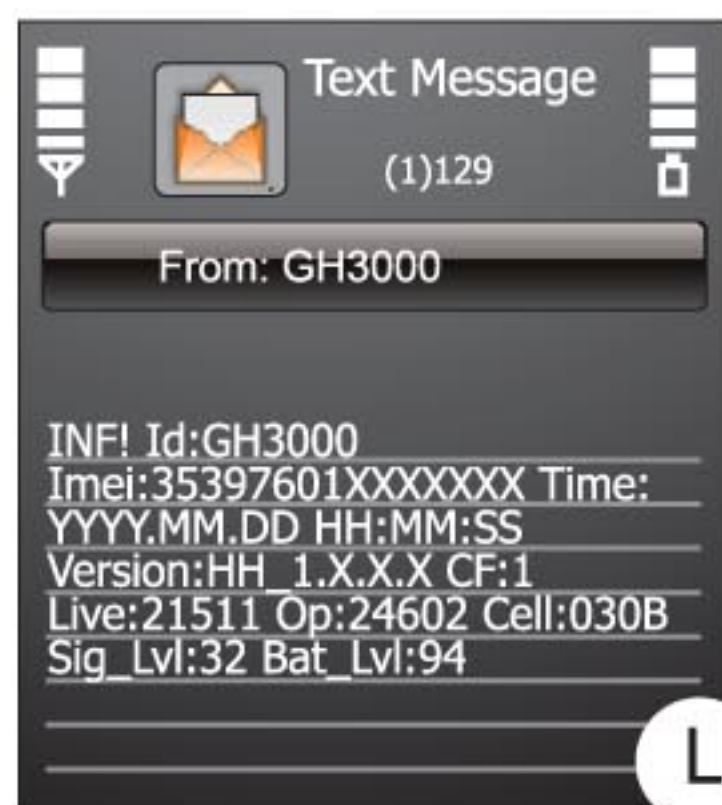 Text Message
(1)129
From: GH3000
INF! Id:GH3000
Imei:35397601XXXXXXX Time:
YYYY.MM.DD HH:MM:SS
Version:HH_1.X.X.X CF:1
Live:21511 Op:24602 Cell:030B
Sig_Lvl:32 Bat_Lvl:94
L